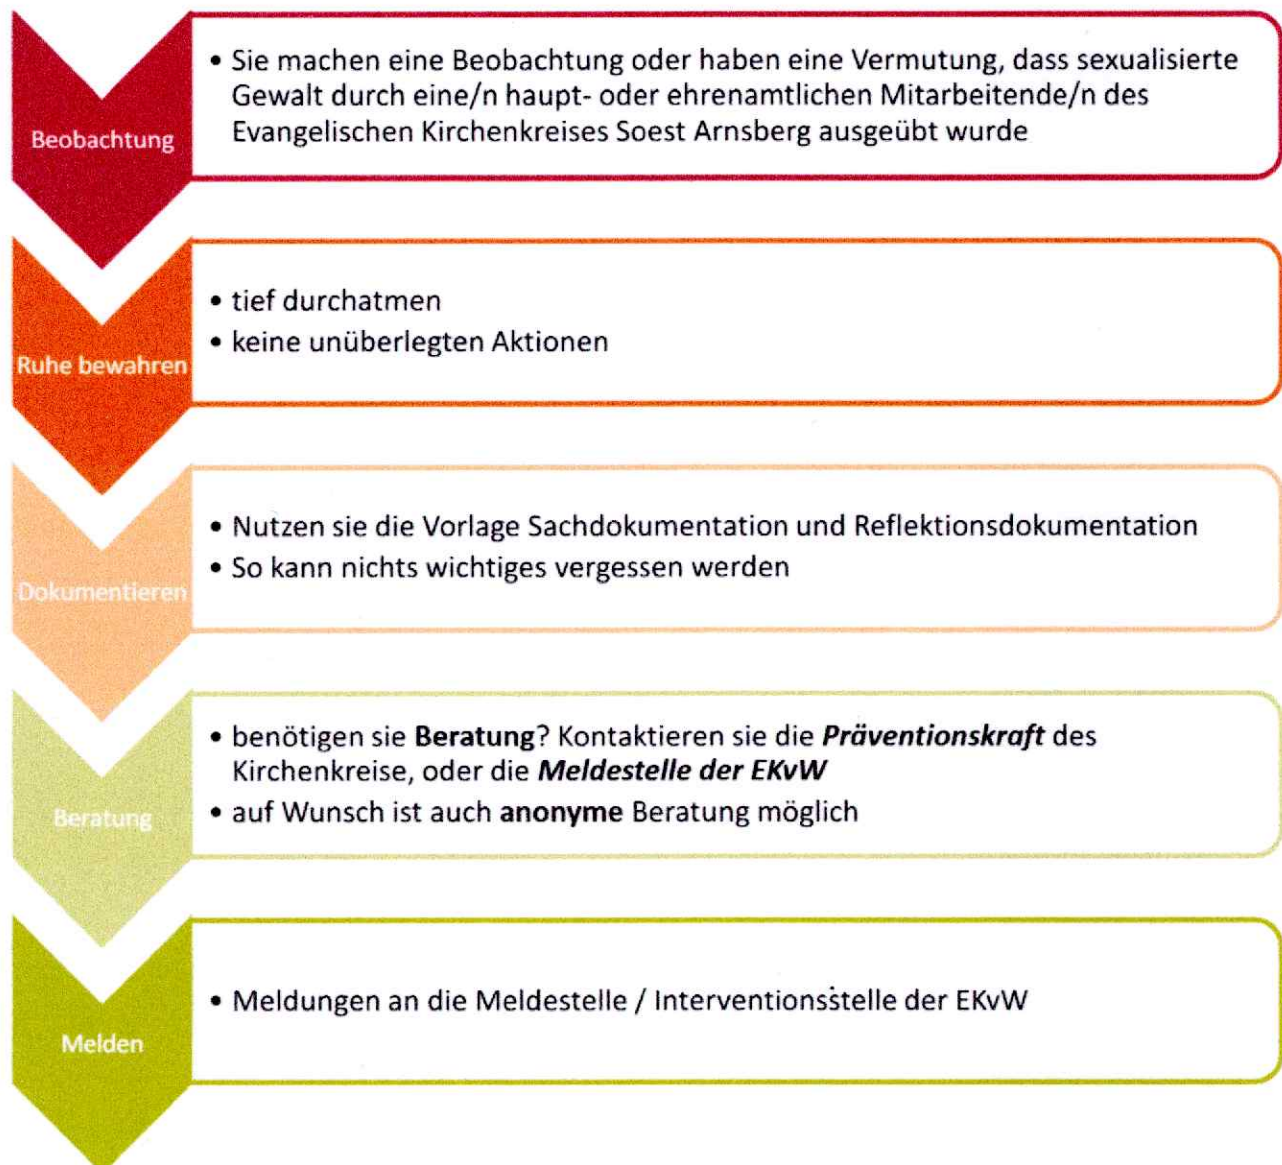 Beobachtung
• Sie machen eine Beobachtung oder haben eine Vermutung, dass sexualisierte
Gewalt durch eine/n haupt- oder ehrenamtlichen Mitarbeitende/n des
Evangelischen Kirchenkreises Soest Arnsberg ausgeübt wurde
Ruhe bewahren
• tief durchatmen
• keine unüberlegten Aktionen
Dokumentieren
• Nutzen sie die Vorlage Sachdokumentation und Reflektionsdokumentation
• So kann nichts wichtiges vergessen werden
Beratung
• benötigen sie Beratung? Kontaktieren sie die Präventionskraft des
Kirchenkreise, oder die Meldestelle der EKvW
• auf Wunsch ist auch anonyme Beratung möglich
Melden
• Meldungen an die Meldestelle / Interventionsstelle der EKvW